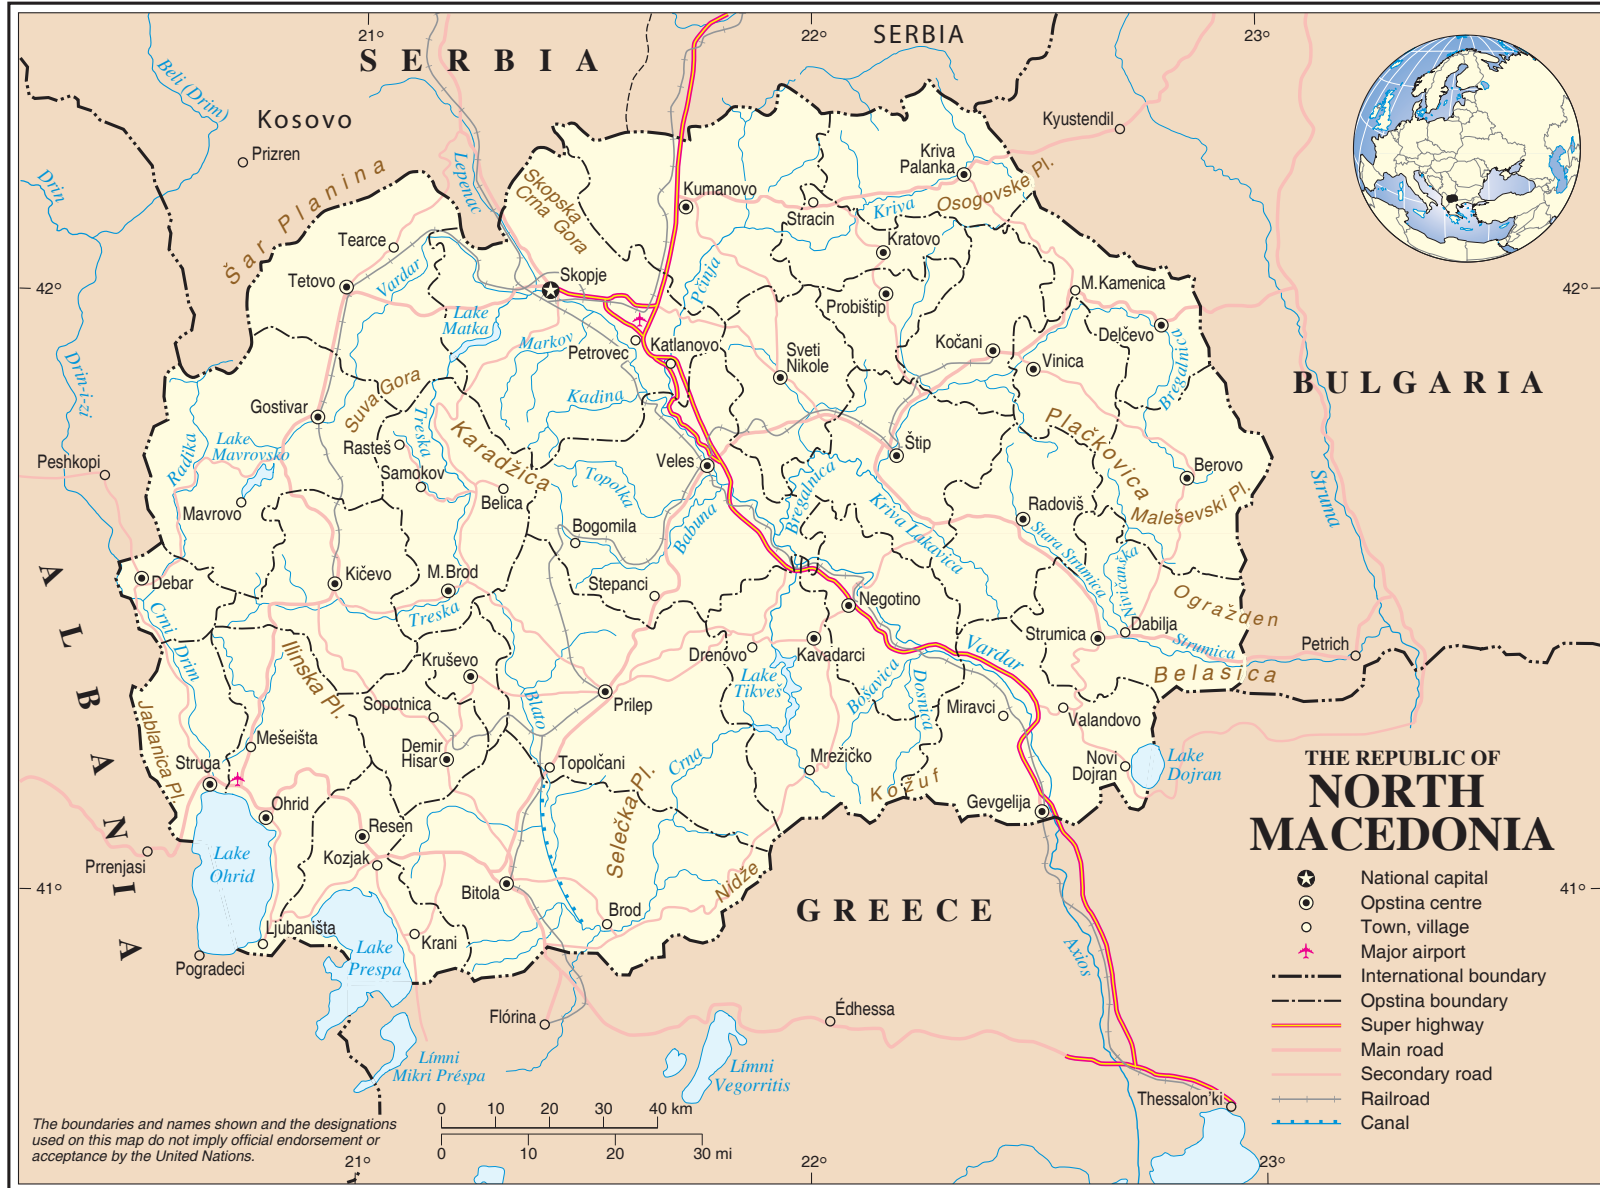 21°
22°
23°
SERBIA
SERBIA
Beli (Drim)
Kosovo
Prizren
Kyustendil
Drin
Šar Planina
Lepenac
Skopska
Crna Gora
Kumanovo
Kriva
Palanka
Osogovske Pl.
Stracin
Kriva
Kratovo
Tearce
Tetovo
Vardar
Skopje
Pčinja
M.Kamenica
Probištip
42°
42°
Lake
Matka
Markov
Petrovec
Katlanovo
Sveti
Nikole
Kočani
Vinica
Delčevo
Bregalnica
BULGARIA
Drin-i-zi
Suva Gora
Gostivar
Kadina
Treska
Karadžica
Rasteš
Samokov
Belica
Radika
Lake
Mavrovsko
Mavrovo
Peshkopi
Veles
Štip
Plačkovica
Berovo
Maleševski Pl.
Topolka
Babuna
Bregalnica
Kriva Lakavica
Radoviš
Stara Strumica
Nivičanška
Struma
Bogomila
Stepanci
Debar
Kičevo
M.Brod
Treska
Negotino
Ogražden
Dabilja
Strumica
Strumica
Petrich
Belasica
ALBANIA
Crni Drim
Ilinska Pl.
Kruševo
Sopotnica
Drenovo
Kavadarci
Lake
Tikveš
Vardar
Bošavica
Dosnica
Miravci
Valandovo
Blato
Prilep
Jablanica Pl.
Mešeišta
Struga
Demir
Hisar
Topolčani
Crna
Mrežičko
Kožuf
Novi
Dojran
Lake
Dojran
Gevgelija
Selečka Pl.
Ohrid
Resen
Kozjak
Prrenjasi
Lake
Ohrid
Bitola
Nidže
Brod
Krani
Ljubaništa
Pogradeci
Lake
Prespa
GREECE
Axios
41°
41°
THE REPUBLIC OF
NORTH
MACEDONIA
National capital
Opstina centre
Town, village
Major airport
International boundary
Opstina boundary
Super highway
Main road
Secondary road
Railroad
Canal
Flórina
Édhessa
Límni
Mikri Préspa
Límni
Vegorritis
Thessalon'ki
The boundaries and names shown and the designations
used on this map do not imply official endorsement or
acceptance by the United Nations.
0 10 20 30 40 km
0 10 20 30 mi
21°
22°
23°